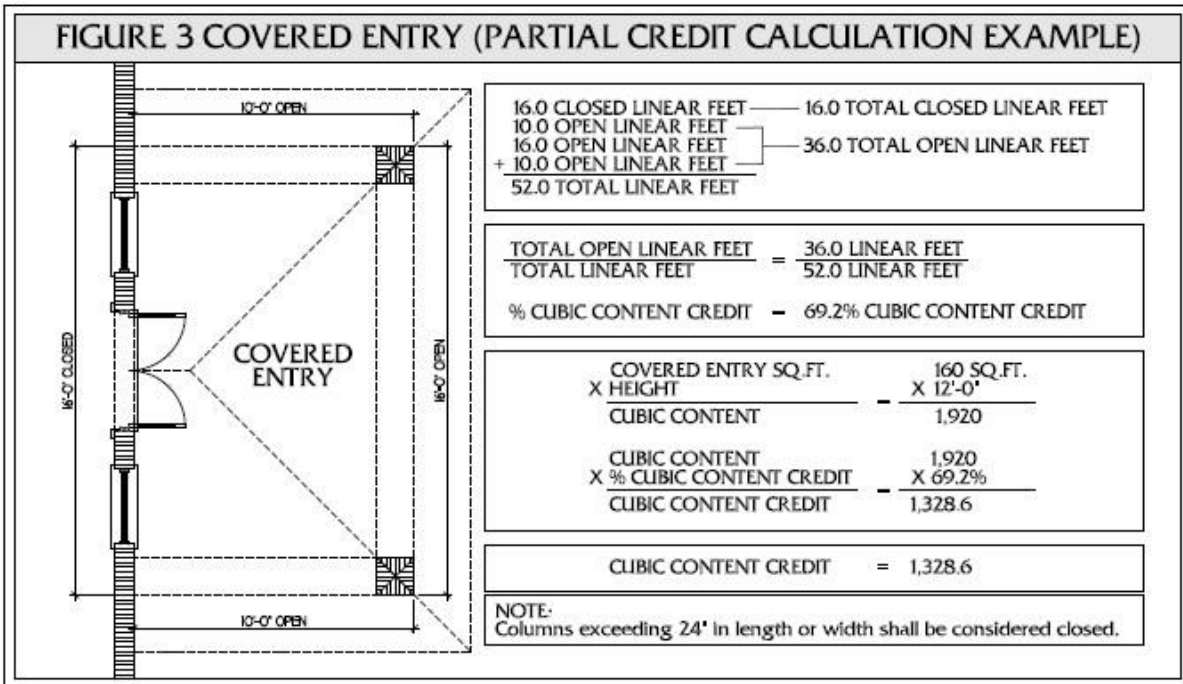 FIGURE 3 COVERED ENTRY (PARTIAL CREDIT CALCULATION EXAMPLE)
10'-0" OPEN
16'-0" CLOSED
COVERED
ENTRY
16'-0" OPEN
10'-0" OPEN
16.0 CLOSED LINEAR FEET 16.0 TOTAL CLOSED LINEAR FEET
10.0 OPEN LINEAR FEET
16.0 OPEN LINEAR FEET 36.0 TOTAL OPEN LINEAR FEET
+ 10.0 OPEN LINEAR FEET
52.0 TOTAL LINEAR FEET
TOTAL OPEN LINEAR FEET = 36.0 LINEAR FEET
TOTAL LINEAR FEET 52.0 LINEAR FEET
% CUBIC CONTENT CREDIT = 69.2% CUBIC CONTENT CREDIT
COVERED ENTRY SQ.FT. 160 SQ.FT.
X HEIGHT = X 12'-0"
CUBIC CONTENT 1,920
CUBIC CONTENT 1,920
X % CUBIC CONTENT CREDIT = X 69.2%
CUBIC CONTENT CREDIT 1,328.6
CUBIC CONTENT CREDIT = 1,328.6
NOTE:
Columns exceeding 24" in length or width shall be considered closed.